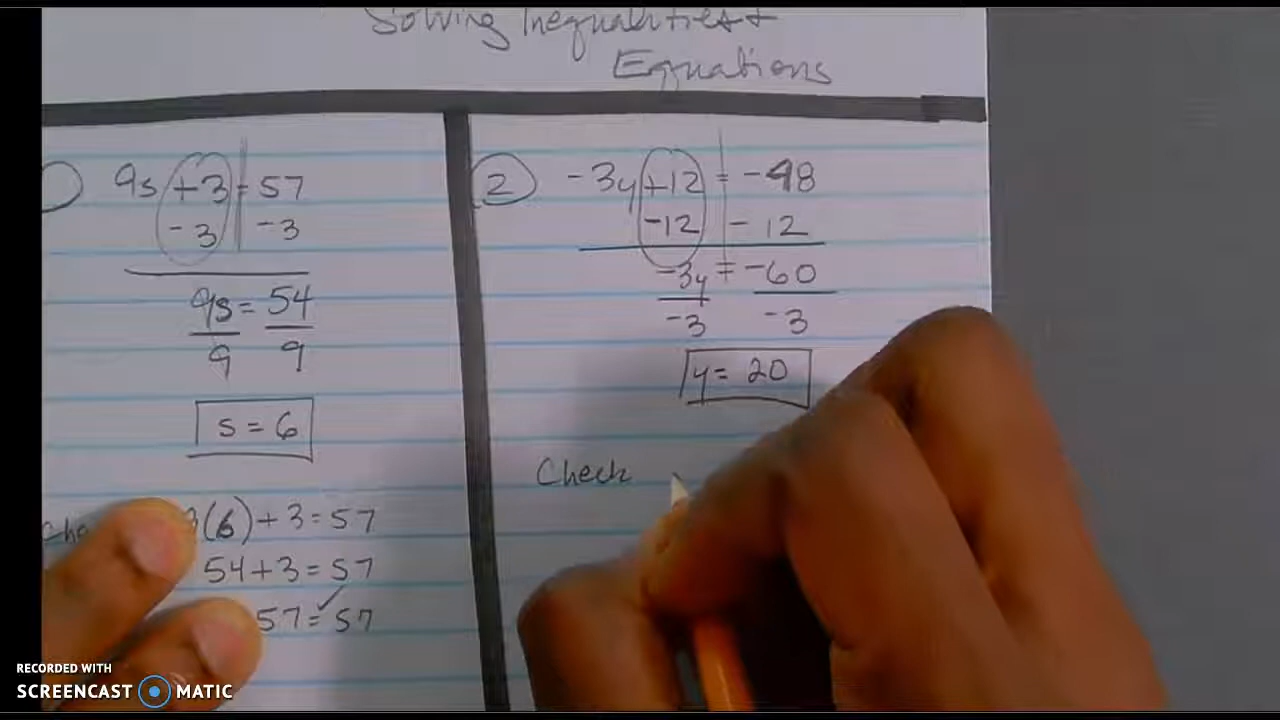 Solving Inequalities +
Equations
9s +3 = 57
-3 -3
9s = 54
9 9
s = 6
(6) + 3 = 57
54 + 3 = 57
57 = 57
2
-3y +12 = -48
-12 -12
-3y = -60
-3 -3
y = 20
Check
RECORDED WITH
SCREENCAST MATIC